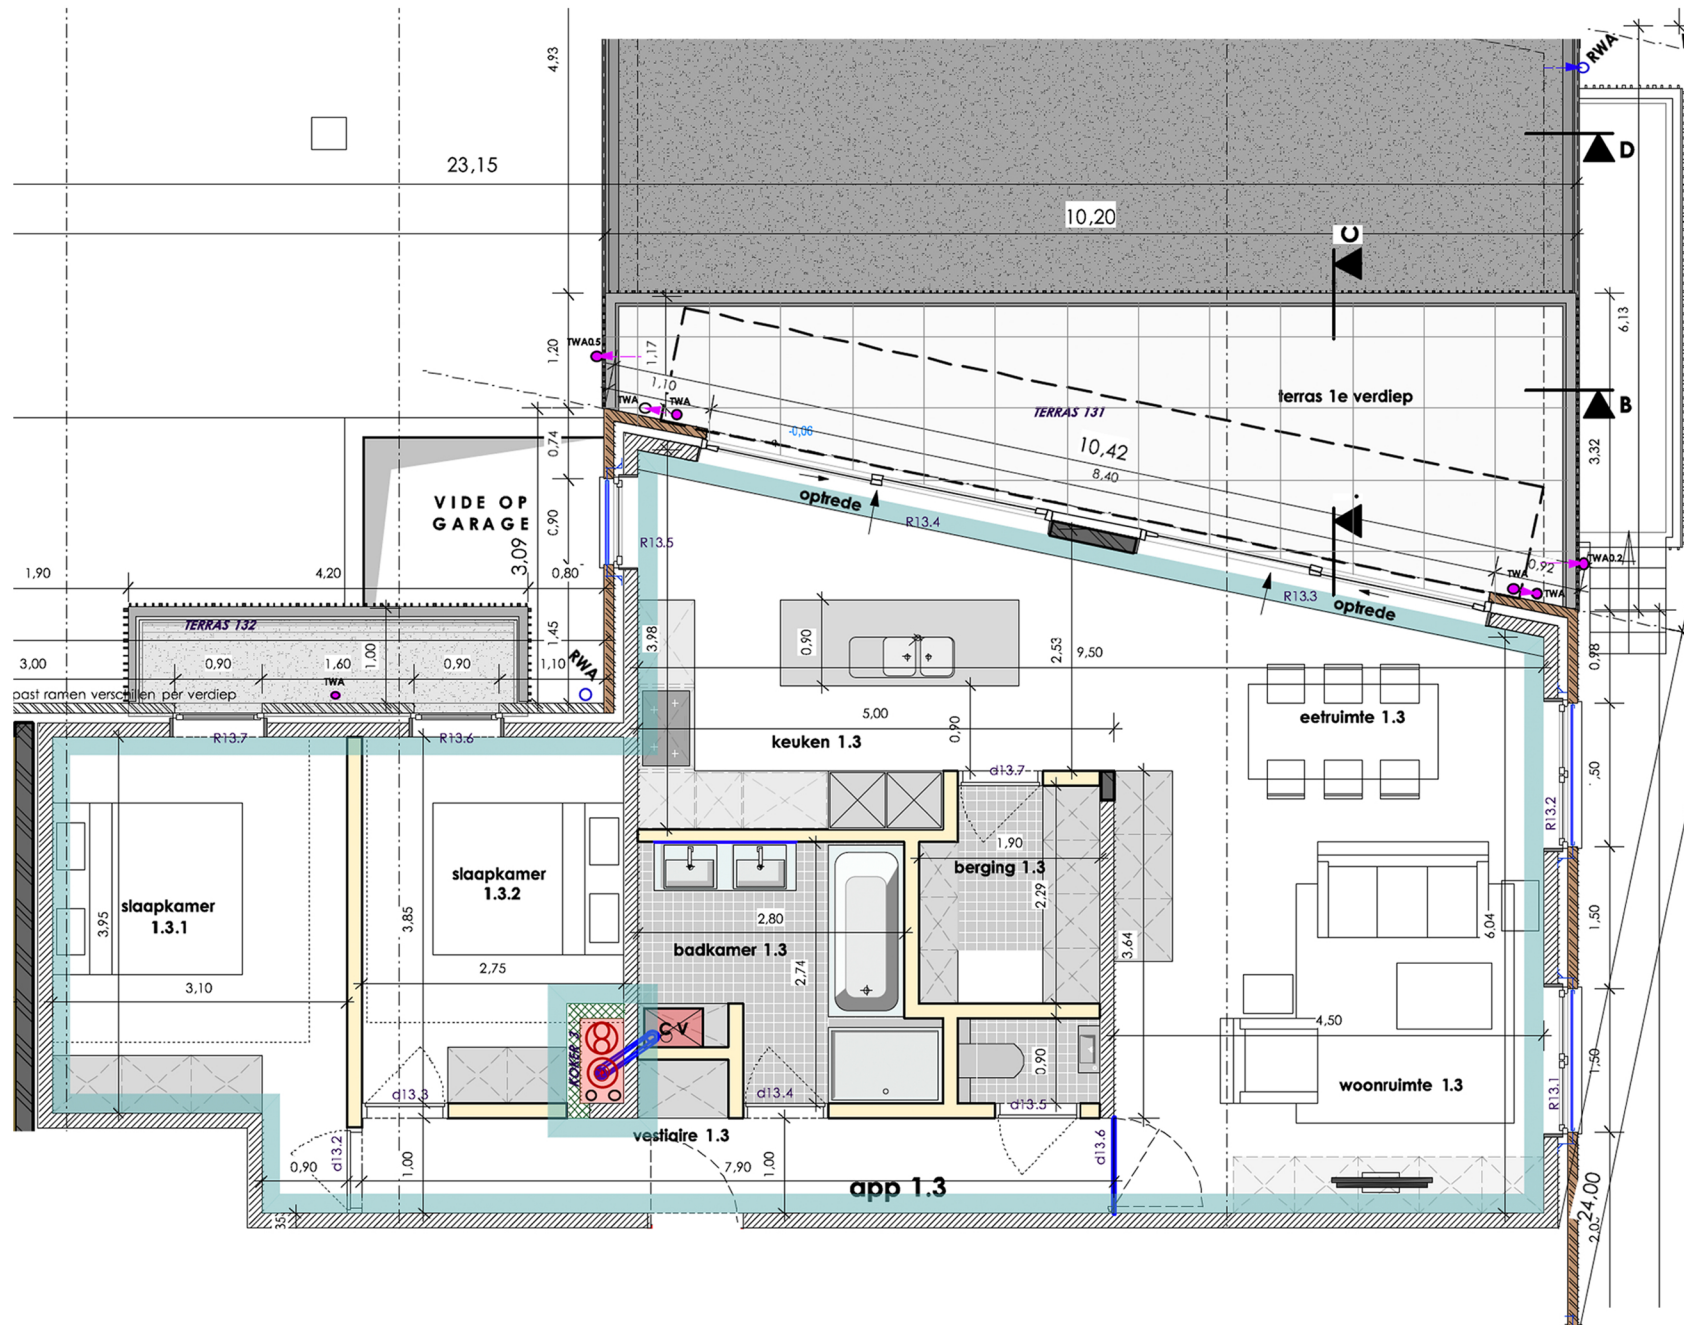 4,93
RWA
D
23,15
10,20
C
6,13
1,20
TWA0.5
1,17
1,10
TWA
TWA
TERRAS 131
terras 1e verdiep
B
-0,06
10,42
8,40
3,32
0,74
VIDE OP
GARAGE
0,90
3,09
optrede
R13.4
R13.5
TWA0.2
0,92
TWA
TWA
R13.3
optrede
1,90
4,20
0,80
TERRAS 132
1,45
1,00
3,98
0,90
2,53
9,50
0,98
3,00
0,90
1,60
0,90
1,10
RWA
TWA
past ramen verschillen per verdiep
5,00
0,90
eetruimte 1.3
R13.7
R13.6
keuken 1.3
d13.7
,50
R13.2
1,90
berging 1.3
slaapkamer
1.3.2
slaapkamer
1.3.1
3,95
3,85
2,80
badkamer 1.3
2,29
2,74
3,64
6,04
1,50
2,75
3,10
CV
KOKER 3
4,50
0,90
1,50
woonruimte 1.3
R13.1
d13.3
d13.4
d13.5
vestiaire 1.3
d13.2
d13.6
0,90
1,00
7,90
1,00
app 1.3
24,00
35